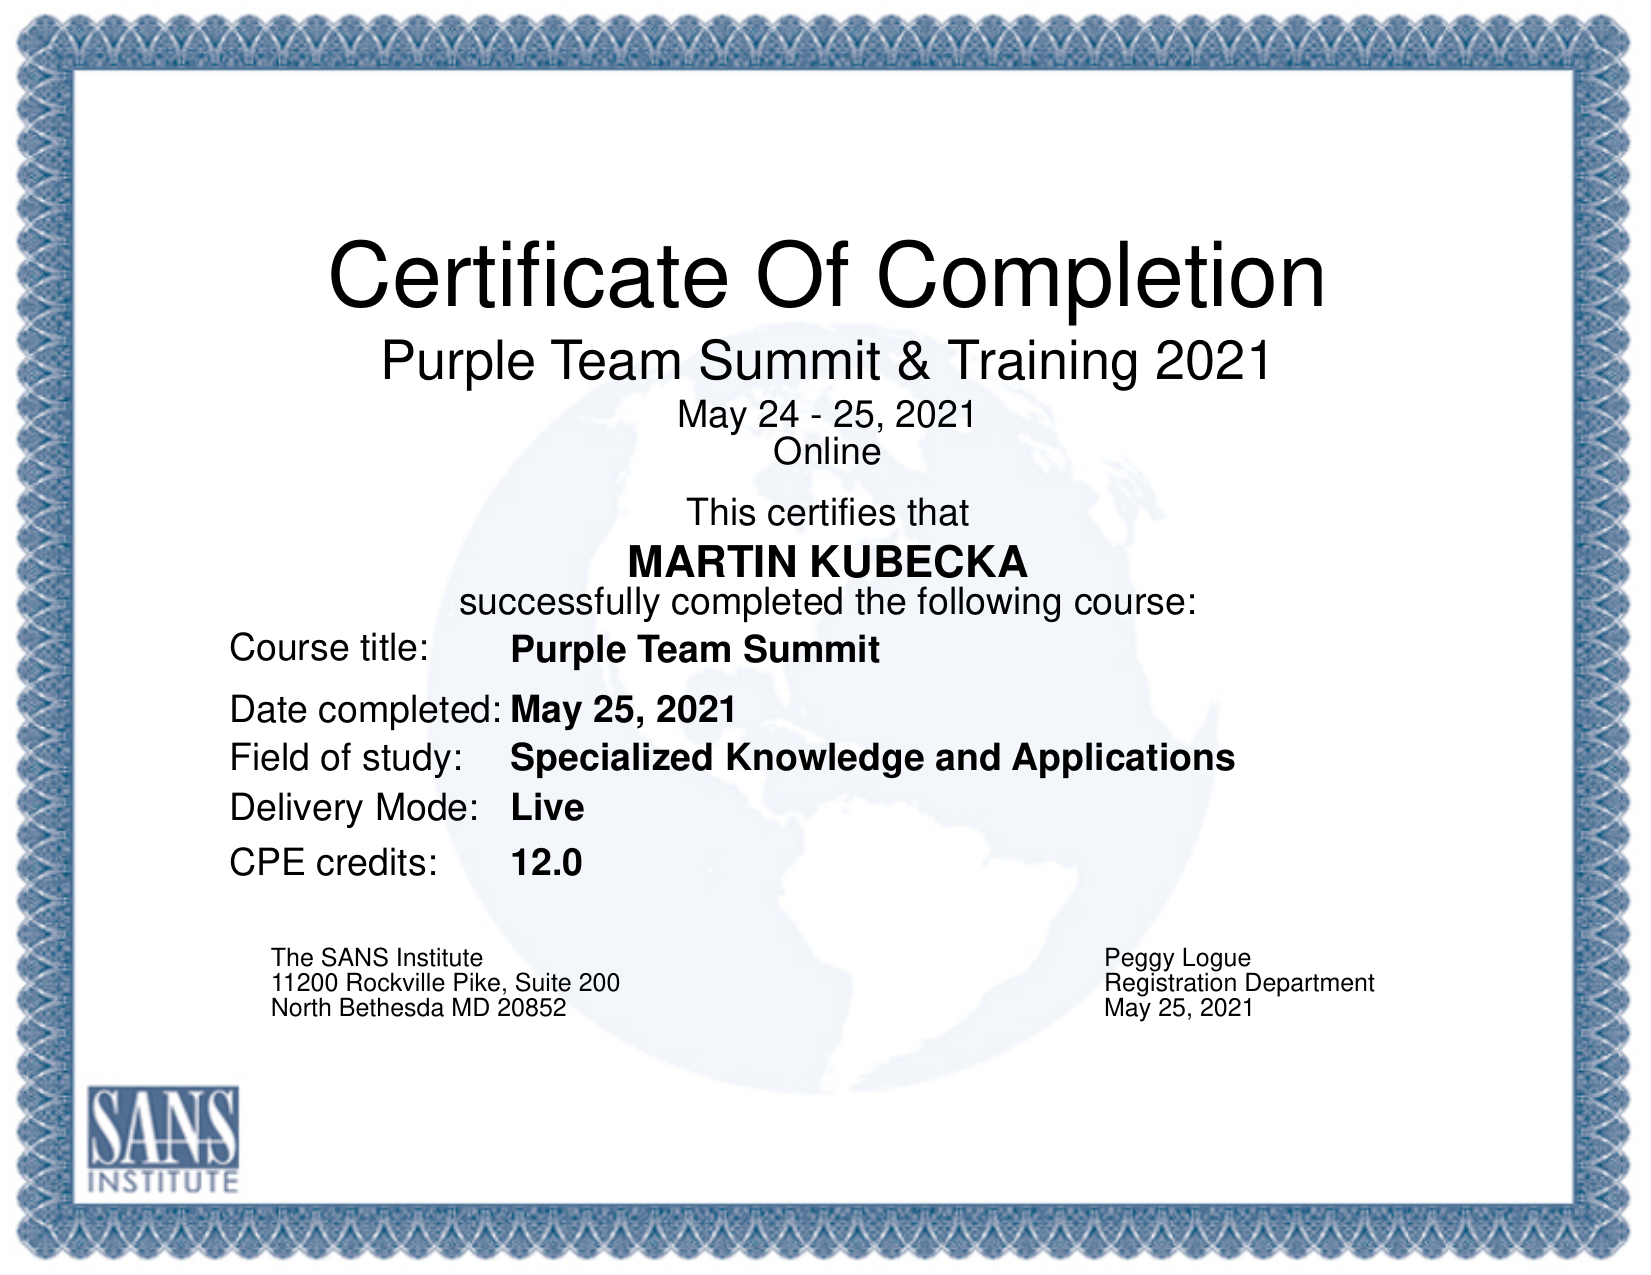 Certificate Of Completion
Purple Team Summit & Training 2021
May 24 - 25, 2021
Online
This certifies that
MARTIN KUBECKA
successfully completed the following course:
Course title: Purple Team Summit
Date completed: May 25, 2021
Field of study: Specialized Knowledge and Applications
Delivery Mode: Live
CPE credits: 12.0
The SANS Institute
11200 Rockville Pike, Suite 200
North Bethesda MD 20852
Peggy Logue
Registration Department
May 25, 2021
SANS
INSTITUTE